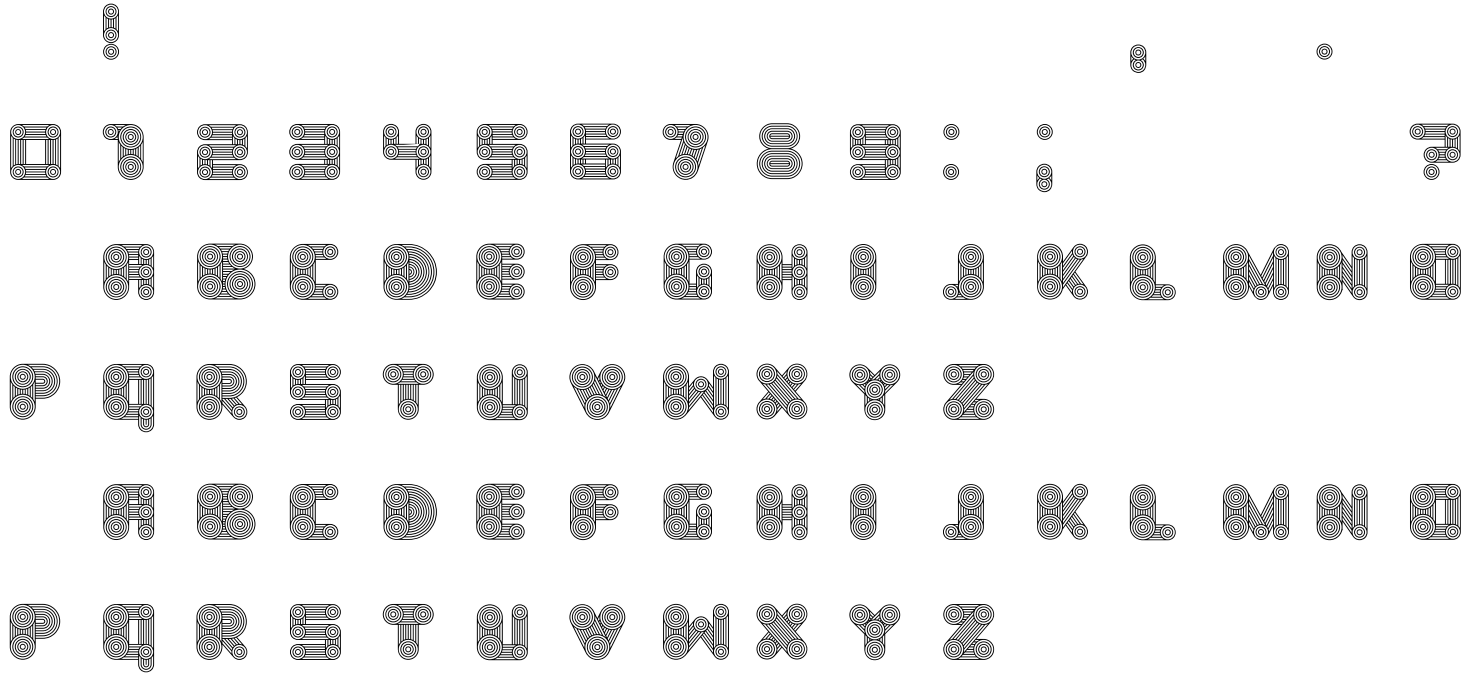 ! , .
0 1 2 3 4 5 6 7 8 9 : ; ?
A B C D E F G H I J K L M N O
P Q R S T U V W X Y Z
A B C D E F G H I J K L M N O
P Q R S T U V W X Y Z